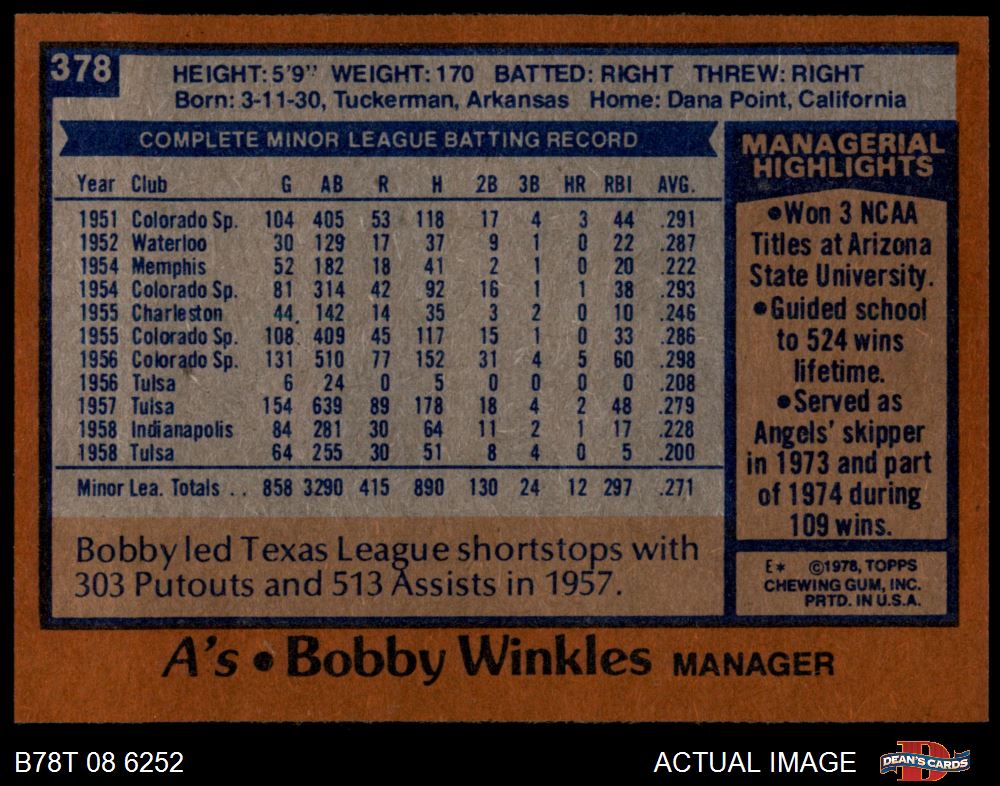 378
HEIGHT: 5'9" WEIGHT: 170 BATTED: RIGHT THREW: RIGHT
Born: 3-11-30, Tuckerman, Arkansas Home: Dana Point, California
COMPLETE MINOR LEAGUE BATTING RECORD
Year Club G AB R H 2B 3B HR RBI AVG.
1951 Colorado Sp. 104 405 53 118 17 4 3 44 .291
1952 Waterloo 30 129 17 37 9 1 0 22 .287
1954 Memphis 52 182 18 41 2 1 0 20 .222
1954 Colorado Sp. 81 314 42 92 16 1 1 38 .293
1955 Charleston 44 142 14 35 3 2 0 10 .246
1955 Colorado Sp. 108 409 45 117 15 1 0 33 .286
1956 Colorado Sp. 131 510 77 152 31 4 5 60 .298
1956 Tulsa 6 24 0 5 0 0 0 0 .208
1957 Tulsa 154 639 89 178 18 4 2 48 .279
1958 Indianapolis 84 281 30 64 11 2 1 17 .228
1958 Tulsa 64 255 30 51 8 4 0 5 .200
Minor Lea. Totals . . 858 3290 415 890 130 24 12 297 .271
Bobby led Texas League shortstops with
303 Putouts and 513 Assists in 1957.
MANAGERIAL
HIGHLIGHTS
•Won 3 NCAA
Titles at Arizona
State University.
•Guided school
to 524 wins
lifetime.
•Served as
Angels' skipper
in 1973 and part
of 1974 during
109 wins.
E* ©1978, TOPPS
CHEWING GUM, INC.
PRTD. IN U.S.A.
A's • Bobby Winkles MANAGER
B78T 08 6252
ACTUAL IMAGE
DEAN'S CARDS